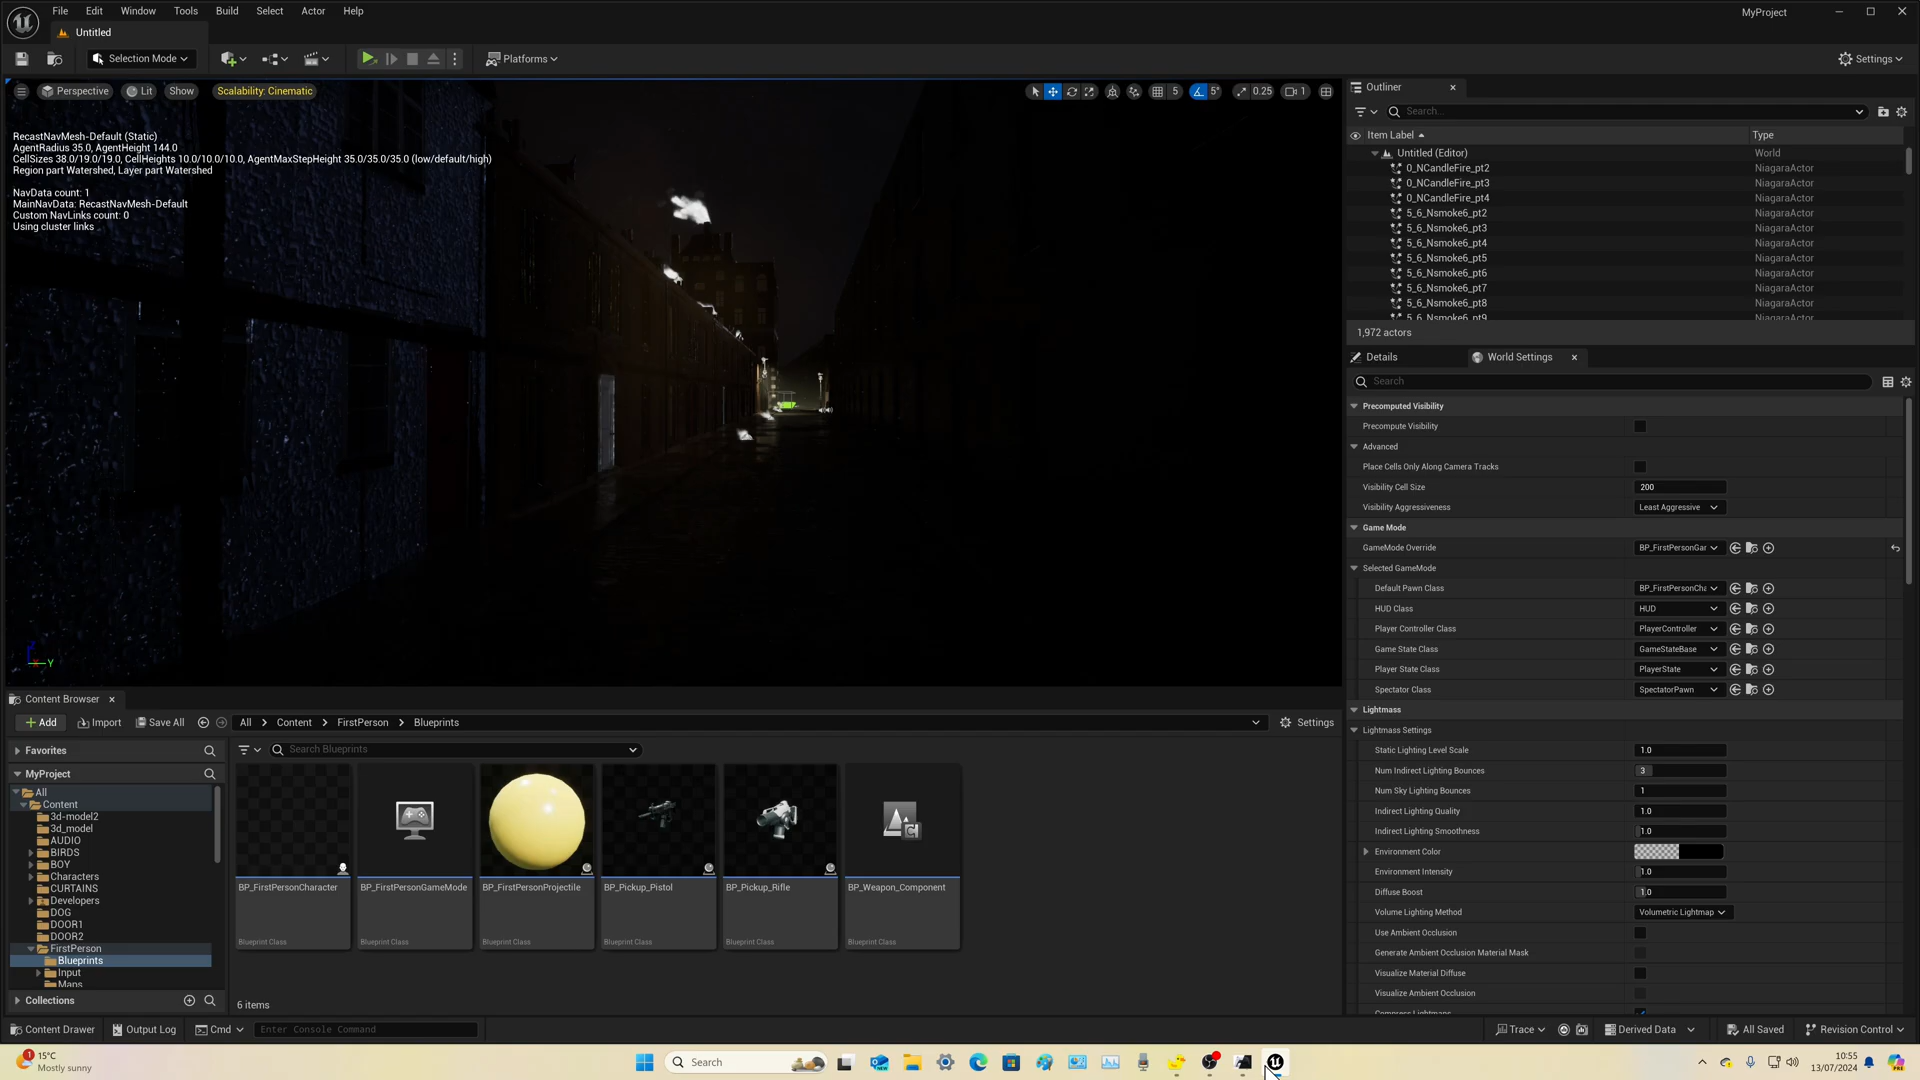 File Edit Window Tools Build Select Actor Help
MyProject
Untitled
Selection Mode
Platforms
Settings
Perspective Lit Show Scalability: Cinematic
5 5° 0.25 1
RecastNavMesh-Default (Static)
AgentRadius 35.0, AgentHeight 144.0
CellSizes 38.0/19.0/19.0, CellHeights 10.0/10.0/10.0, AgentMaxStepHeight 35.0/35.0/35.0 (low/default/high)
Region part Watershed, Layer part Watershed
NavData count: 1
MainNavData: RecastNavMesh-Default
Custom NavLinks count: 0
Using cluster links
Y
Outliner
Search...
Item Label Type
Untitled (Editor) World
0_NCandleFire_pt2 NiagaraActor
0_NCandleFire_pt3 NiagaraActor
0_NCandleFire_pt4 NiagaraActor
5_6_Nsmoke6_pt2 NiagaraActor
5_6_Nsmoke6_pt3 NiagaraActor
5_6_Nsmoke6_pt4 NiagaraActor
5_6_Nsmoke6_pt5 NiagaraActor
5_6_Nsmoke6_pt6 NiagaraActor
5_6_Nsmoke6_pt7 NiagaraActor
5_6_Nsmoke6_pt8 NiagaraActor
5_6_Nsmoke6_pt9 NiagaraActor
1,972 actors
Details World Settings
Search
Precomputed Visibility
Precompute Visibility
Advanced
Place Cells Only Along Camera Tracks
Visibility Cell Size 200
Visibility Aggressiveness Least Aggressive
Game Mode
GameMode Override BP_FirstPersonGar
Selected GameMode
Default Pawn Class BP_FirstPersonCha
HUD Class HUD
Player Controller Class PlayerController
Game State Class GameStateBase
Player State Class PlayerState
Spectator Class SpectatorPawn
Lightmass
Lightmass Settings
Static Lighting Level Scale 1.0
Num Indirect Lighting Bounces 3
Num Sky Lighting Bounces 1
Indirect Lighting Quality 1.0
Indirect Lighting Smoothness 1.0
Environment Color
Environment Intensity 1.0
Diffuse Boost 1.0
Volume Lighting Method Volumetric Lightmap
Use Ambient Occlusion
Generate Ambient Occlusion Material Mask
Visualize Material Diffuse
Visualize Ambient Occlusion
Compress Lightmaps
Content Browser
Add Import Save All All Content FirstPerson Blueprints Settings
Favorites
Search Blueprints
MyProject
All
Content
3d-model2
3d_model
AUDIO
BIRDS
BOY
Characters
CURTAINS
Developers
DOG
DOOR1
DOOR2
FirstPerson
Blueprints
Input
Maps
Collections
BP_FirstPersonCharacter
Blueprint Class
BP_FirstPersonGameMode
Blueprint Class
BP_FirstPersonProjectile
Blueprint Class
BP_Pickup_Pistol
Blueprint Class
BP_Pickup_Rifle
Blueprint Class
BP_Weapon_Component
Blueprint Class
6 items
Content Drawer Output Log Cmd Enter Console Command
Trace Derived Data All Saved Revision Control
1
15°C
Mostly sunny
Search
NEW
10:55
13/07/2024
PRE